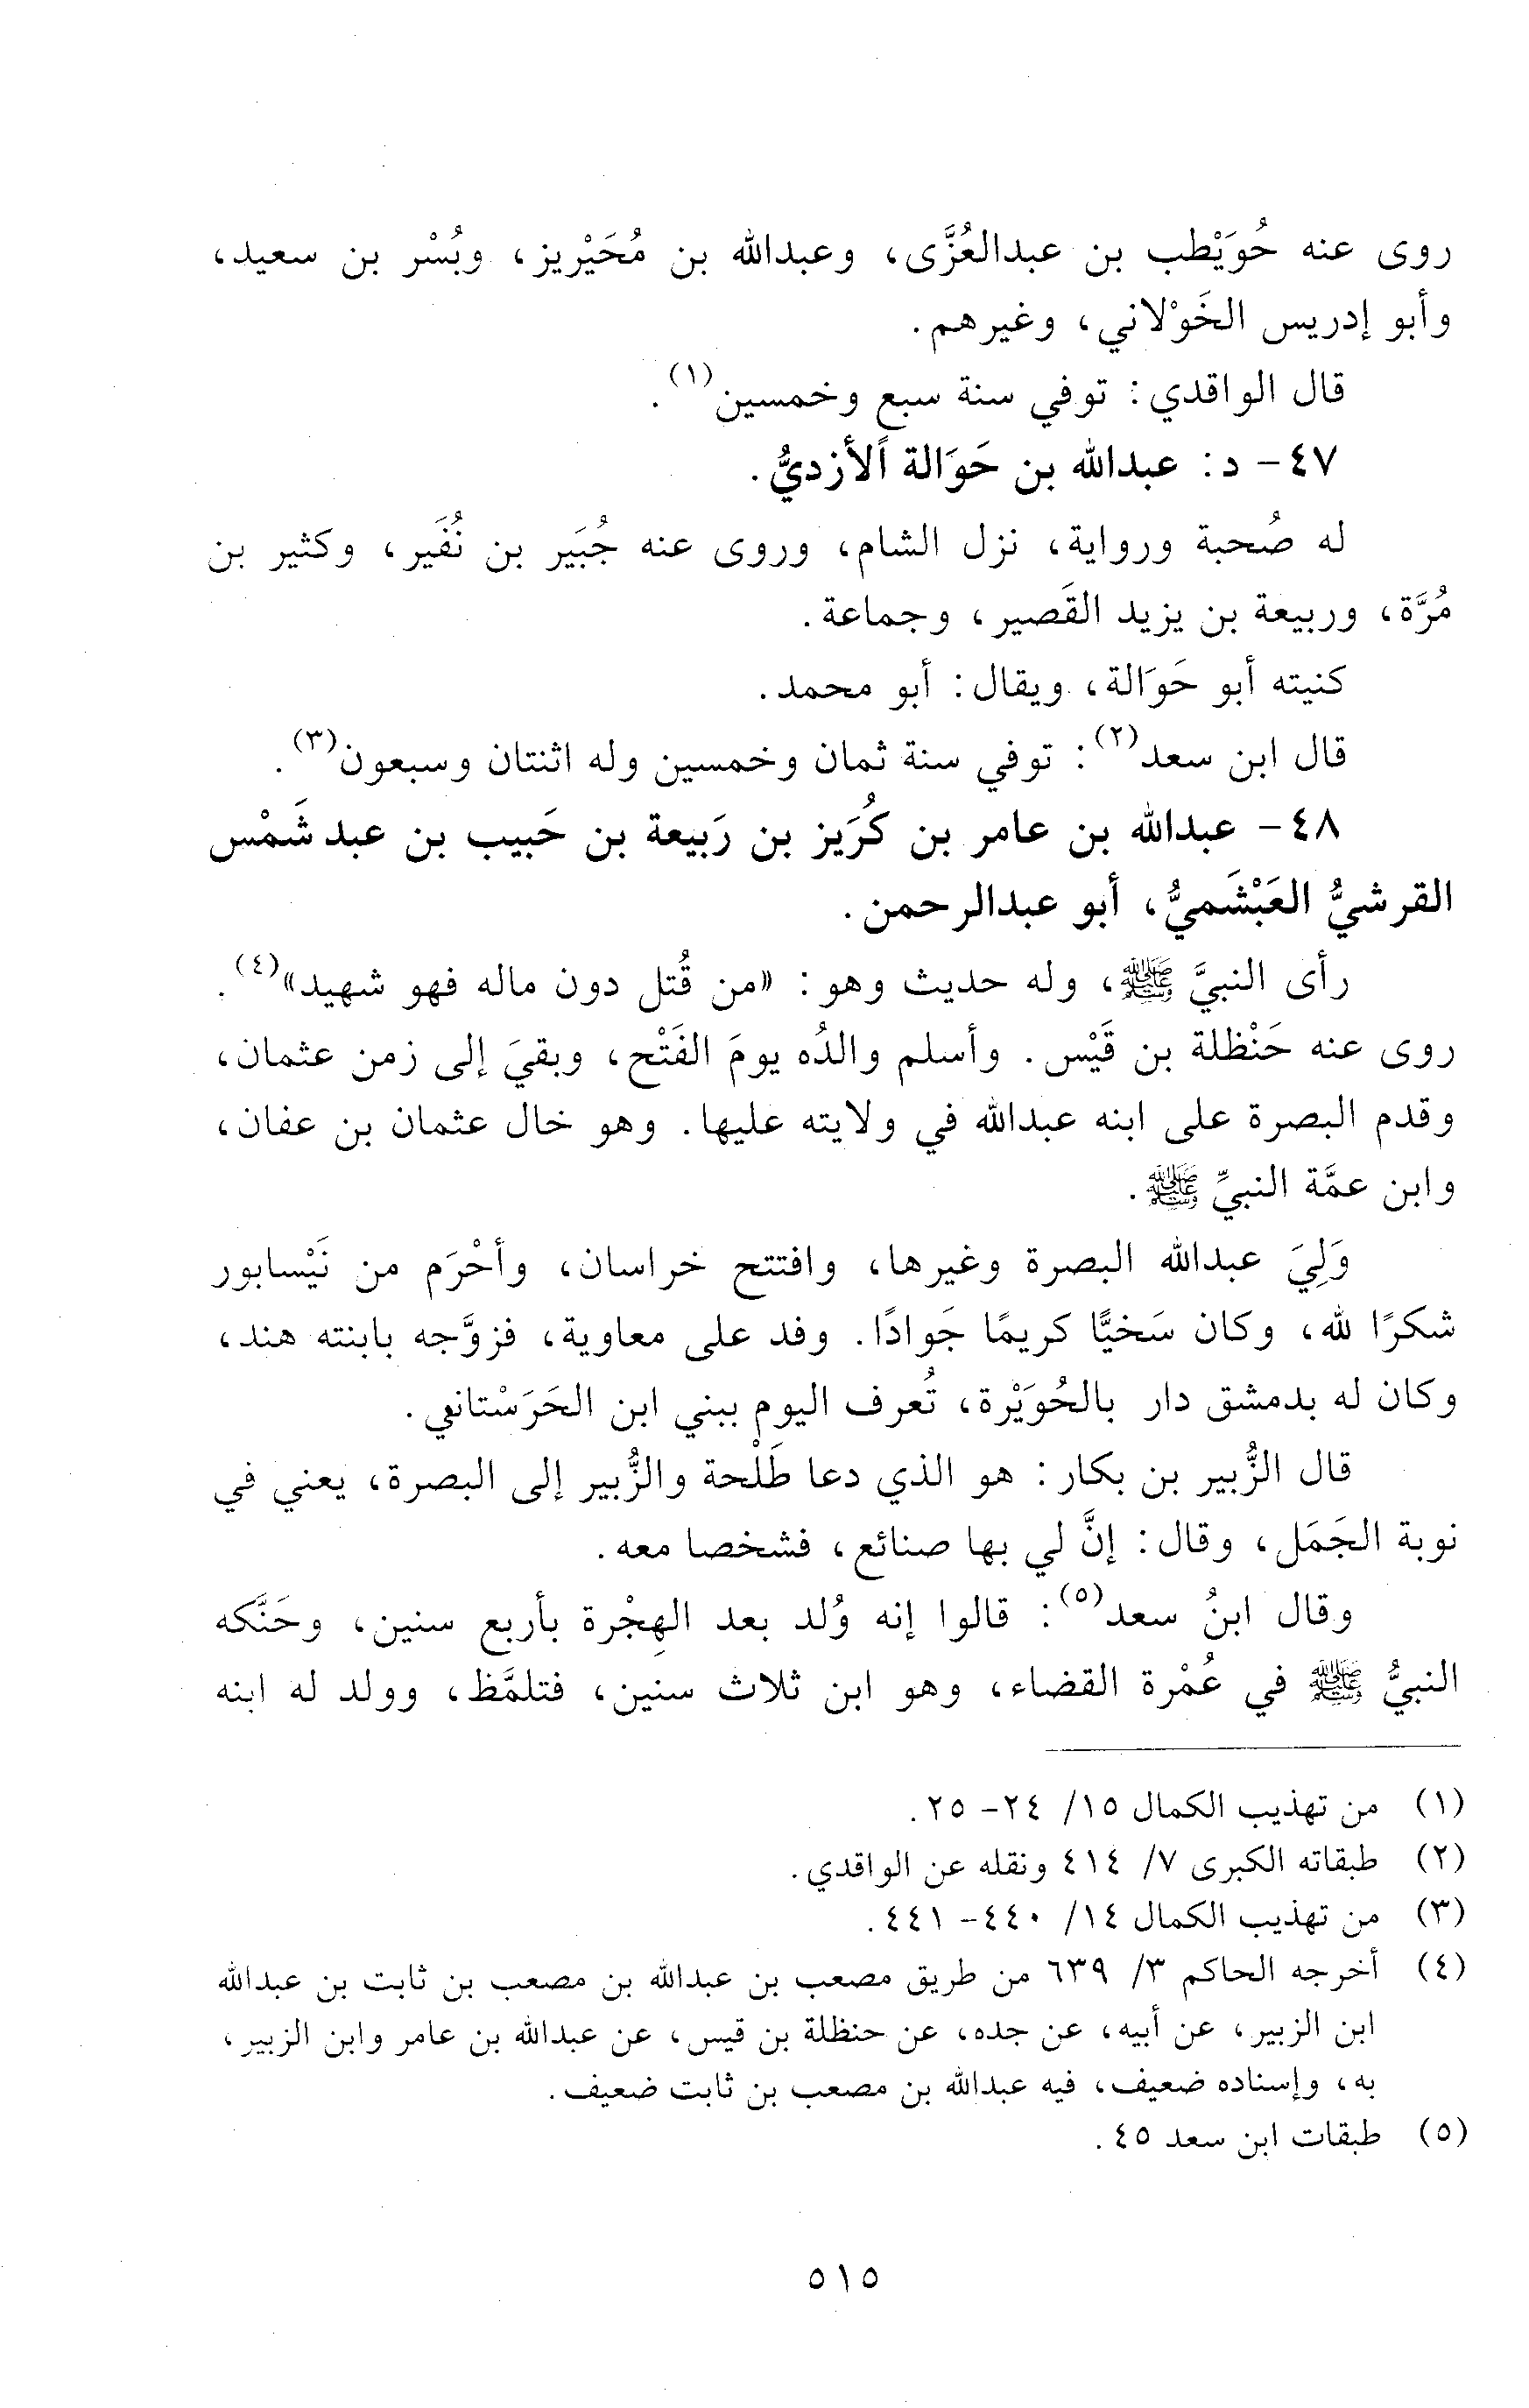 روى عنه حُوَيْطب بن عبدالعُزَّى، وعبدالله بن مُحَيْريز، وبُسْر بن سعيد،
وأبو إدريس الخَوْلاني، وغيرهم.
قال الواقدي: توفي سنة سبع وخمسين(١).
٤٧- د: عبدالله بن حَوَالة الأزديُّ.
له صُحبة ورواية، نزل الشام، وروى عنه جُبَير بن نُفَير، وكثير بن
مُرَّة، وربيعة بن يزيد القَصير، وجماعة.
كنيته أبو حَوَالة، ويقال: أبو محمد.
قال ابن سعد(٢): توفي سنة ثمان وخمسين وله اثنتان وسبعون(٣).
٤٨- عبدالله بن عامر بن كُرَيز بن رَبيعة بن حَبيب بن عبد شَمْس
القرشيُّ العَبْشَميُّ، أبو عبدالرحمن.
رأى النبيَّ ﷺ، وله حديث وهو: «من قُتل دون ماله فهو شهيد»(٤).
روى عنه حَنْظلة بن قَيْس. وأسلم والدُه يومَ الفَتْح، وبقيَ إلى زمن عثمان،
وقدم البصرة على ابنه عبدالله في ولايته عليها. وهو خال عثمان بن عفان،
وابن عمَّة النبيِّ ﷺ.
وَلِيَ عبدالله البصرة وغيرها، وافتتح خراسان، وأحْرَم من نَيْسابور
شكرًا لله، وكان سَخيًّا كريمًا جَوادًا. وفد على معاوية، فزوَّجه بابنته هند،
وكان له بدمشق دار بالحُوَيْرة، تُعرف اليوم ببني ابن الحَرَسْتاني.
قال الزُّبير بن بكار: هو الذي دعا طَلْحة والزُّبير إلى البصرة، يعني في
نوبة الجَمَل، وقال: إنَّ لي بها صنائع، فشخصا معه.
وقال ابنُ سعد(٥): قالوا إنه وُلد بعد الهِجْرة بأربع سنين، وحَنَّكه
النبيُّ ﷺ في عُمْرة القضاء، وهو ابن ثلاث سنين، فتلمَّظ، وولد له ابنه
(١) من تهذيب الكمال ١٥/ ٢٤- ٢٥.
(٢) طبقاته الكبرى ٧/ ٤١٤ ونقله عن الواقدي.
(٣) من تهذيب الكمال ١٤/ ٤٤٠- ٤٤١.
(٤) أخرجه الحاكم ٣/ ٦٣٩ من طريق مصعب بن عبدالله بن مصعب بن ثابت بن عبدالله
ابن الزبير، عن أبيه، عن جده، عن حنظلة بن قيس، عن عبدالله بن عامر وابن الزبير،
به، وإسناده ضعيف، فيه عبدالله بن مصعب بن ثابت ضعيف.
(٥) طبقات ابن سعد ٤٥.
٥١٥